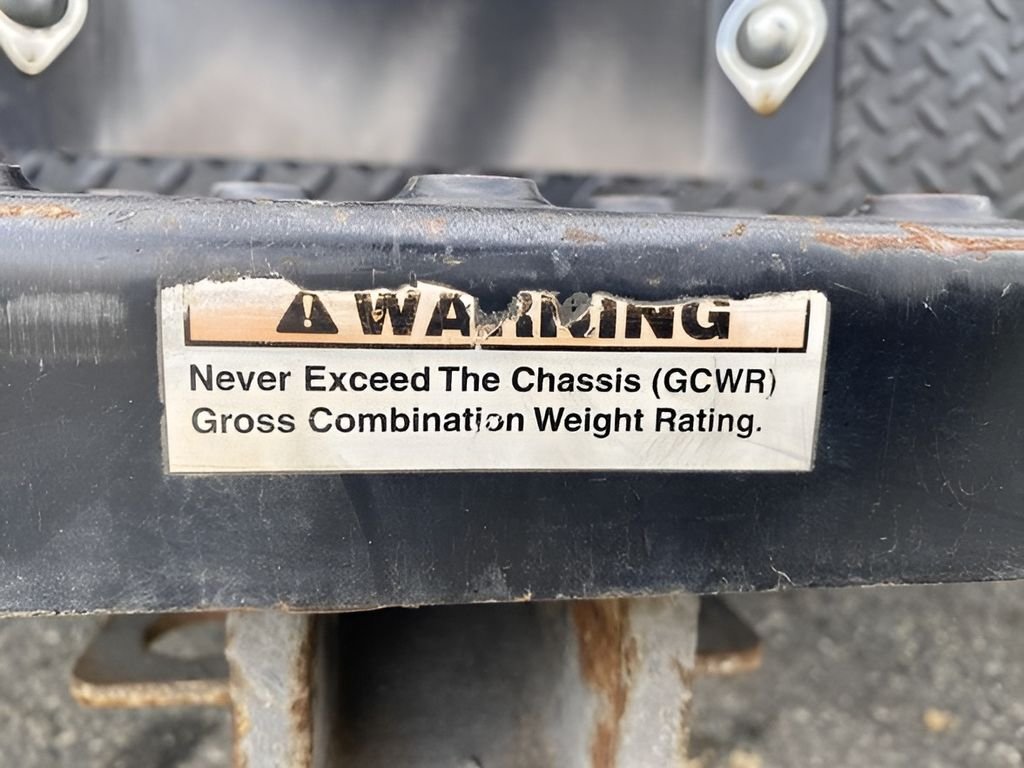 WARNING
Never Exceed The Chassis (GCWR)
Gross Combination Weight Rating.